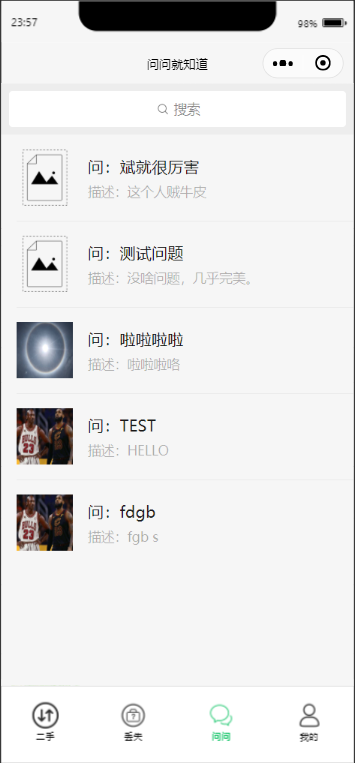 23:57
98%
问问就知道
搜索
问：斌就很厉害
描述：这个人贼牛皮
问：测试问题
描述：没啥问题，几乎完美。
问：啦啦啦啦
描述：啦啦啦咯
问：TEST
描述：HELLO
问：fdgb
描述：fgb s
二手
丢失
问问
我的